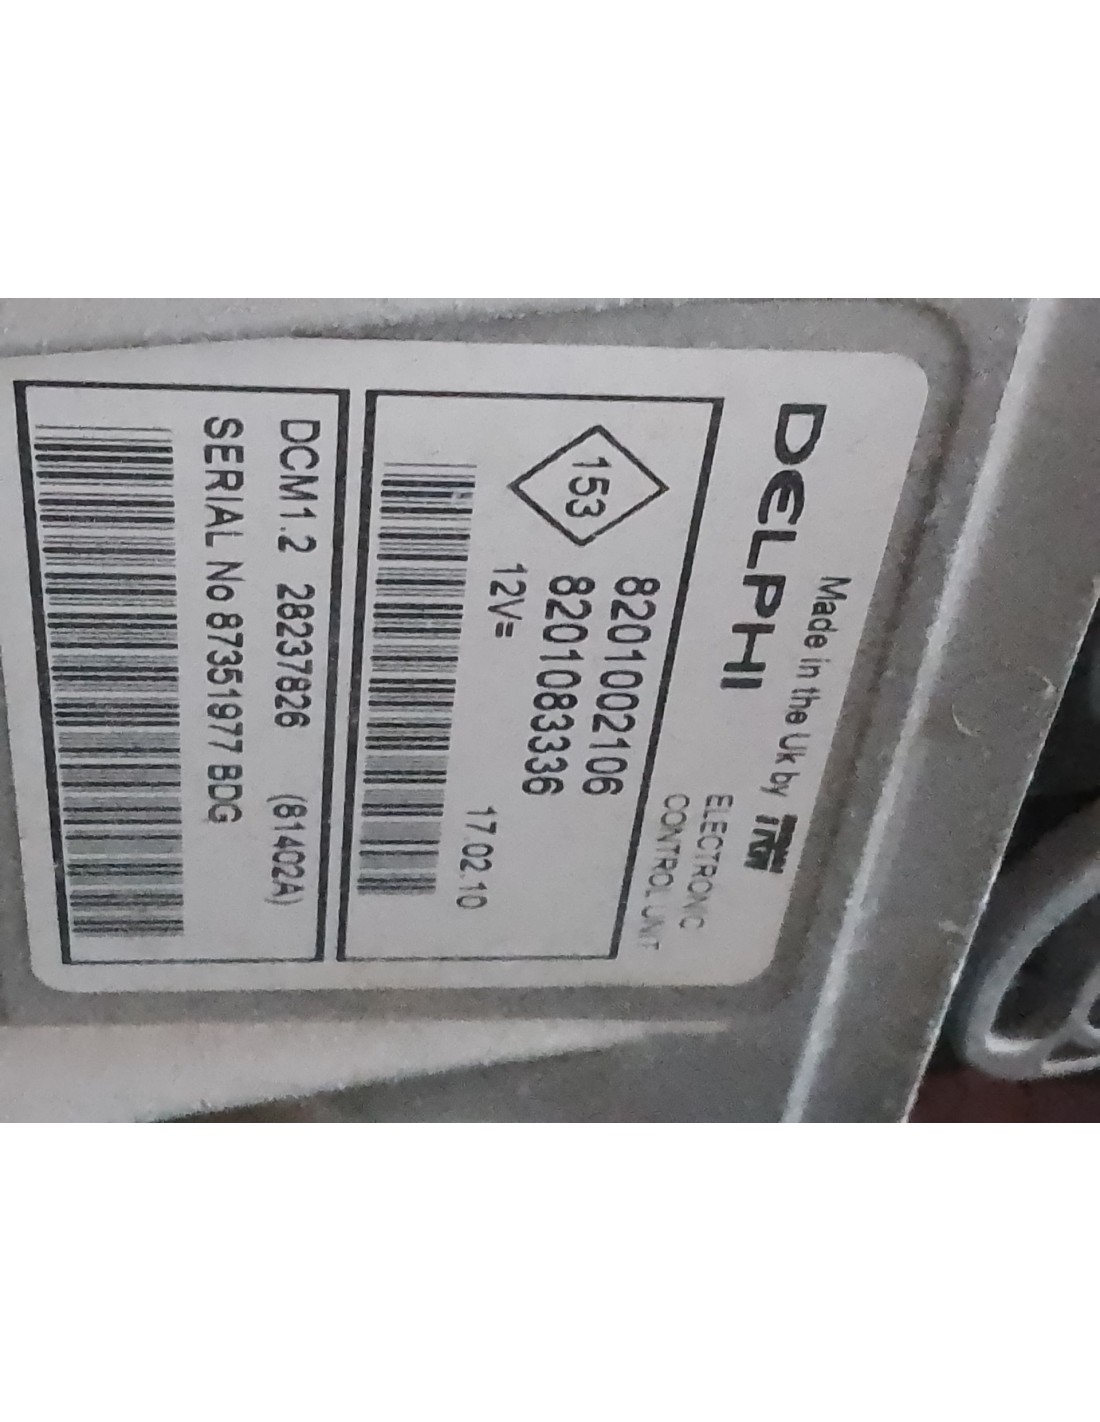 Made in the Uk by TRW
DELPHI
ELECTRONIC
CONTROL UNIT
153
8201002106
8201083336
12V=
17.02.10
DCM1.2 28237826 (81402A)
SERIAL No 87351977 BDG